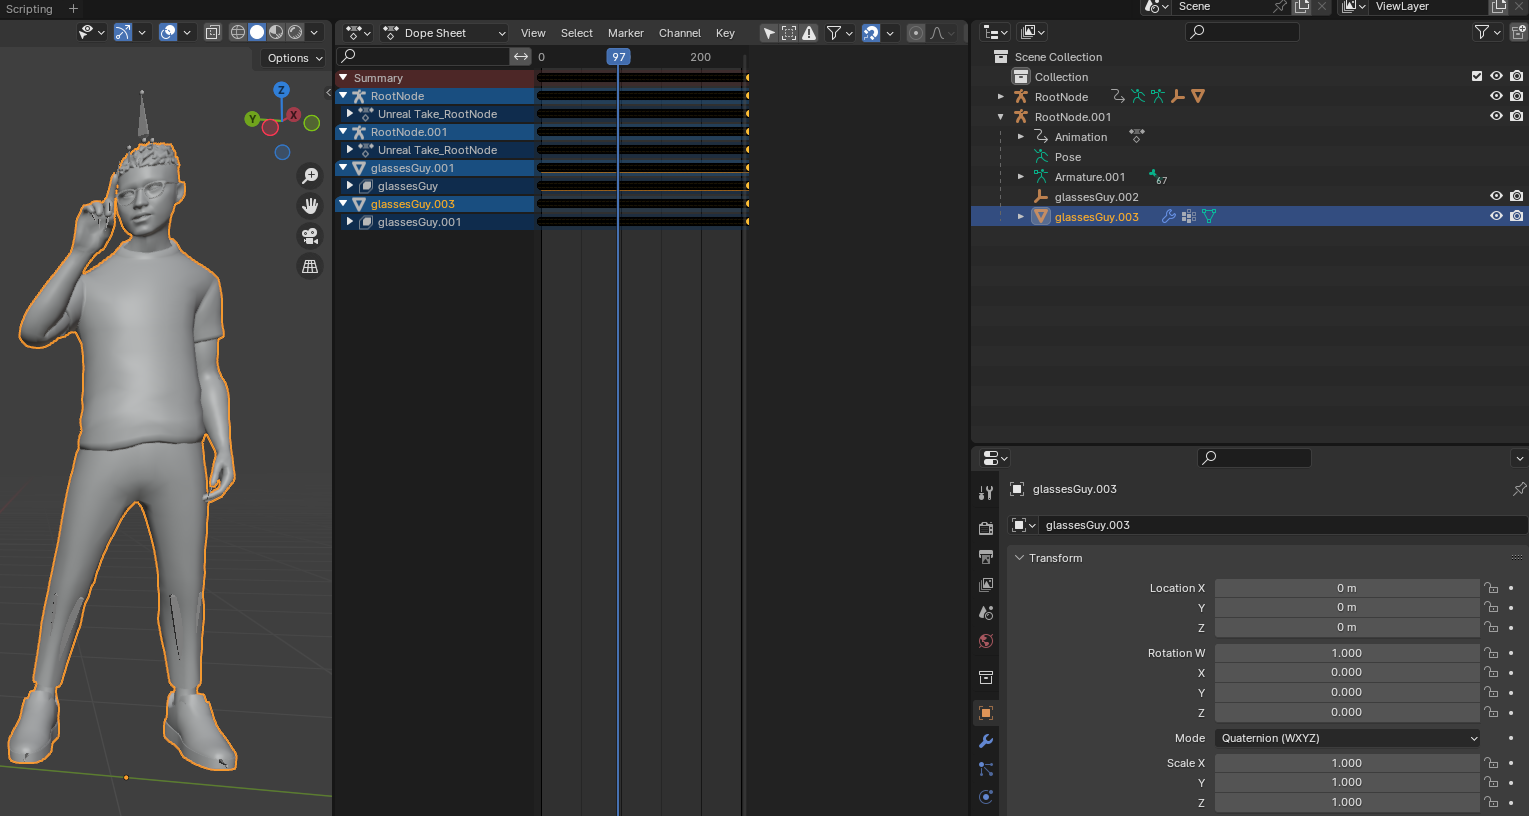 Scripting +
Scene
ViewLayer
Dope Sheet View Select Marker Channel Key
Options
0 97 200
Summary
RootNode
Unreal Take_RootNode
RootNode.001
Unreal Take_RootNode
glassesGuy.001
glassesGuy
glassesGuy.003
glassesGuy.001
Z
Y
X
Scene Collection
Collection
RootNode
RootNode.001
Animation
Pose
Armature.001 67
glassesGuy.002
glassesGuy.003
glassesGuy.003
glassesGuy.003
Transform
Location X 0 m
Y 0 m
Z 0 m
Rotation W 1.000
X 0.000
Y 0.000
Z 0.000
Mode Quaternion (WXYZ)
Scale X 1.000
Y 1.000
Z 1.000